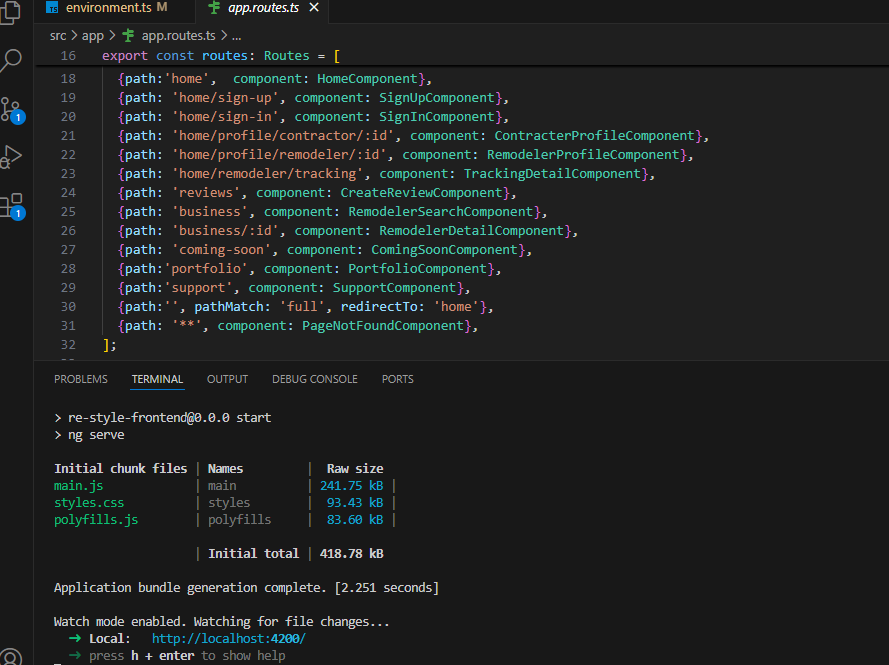 environment.ts M
app.routes.ts ×
src > app > app.routes.ts > ...
16 export const routes: Routes = [
18 {path:'home',  component: HomeComponent},
19 {path: 'home/sign-up', component: SignUpComponent},
20 {path: 'home/sign-in', component: SignInComponent},
21 {path: 'home/profile/contractor/:id', component: ContracterProfileComponent},
22 {path: 'home/profile/remodeler/:id', component: RemodelerProfileComponent},
23 {path: 'home/remodeler/tracking', component: TrackingDetailComponent},
24 {path: 'reviews', component: CreateReviewComponent},
25 {path: 'business', component: RemodelerSearchComponent},
26 {path: 'business/:id', component: RemodelerDetailComponent},
27 {path: 'coming-soon', component: ComingSoonComponent},
28 {path:'portfolio', component: PortfolioComponent},
29 {path:'support', component: SupportComponent},
30 {path:'', pathMatch: 'full', redirectTo: 'home'},
31 {path: '**', component: PageNotFoundComponent},
32 ];
1
1
PROBLEMS TERMINAL OUTPUT DEBUG CONSOLE PORTS
> re-style-frontend@0.0.0 start
> ng serve
Initial chunk files | Names | Raw size
main.js | main | 241.75 kB |
styles.css | styles | 93.43 kB |
polyfills.js | polyfills | 83.60 kB |
| Initial total | 418.78 kB
Application bundle generation complete. [2.251 seconds]
Watch mode enabled. Watching for file changes...
➜ Local: http://localhost:4200/
➜ press h + enter to show help